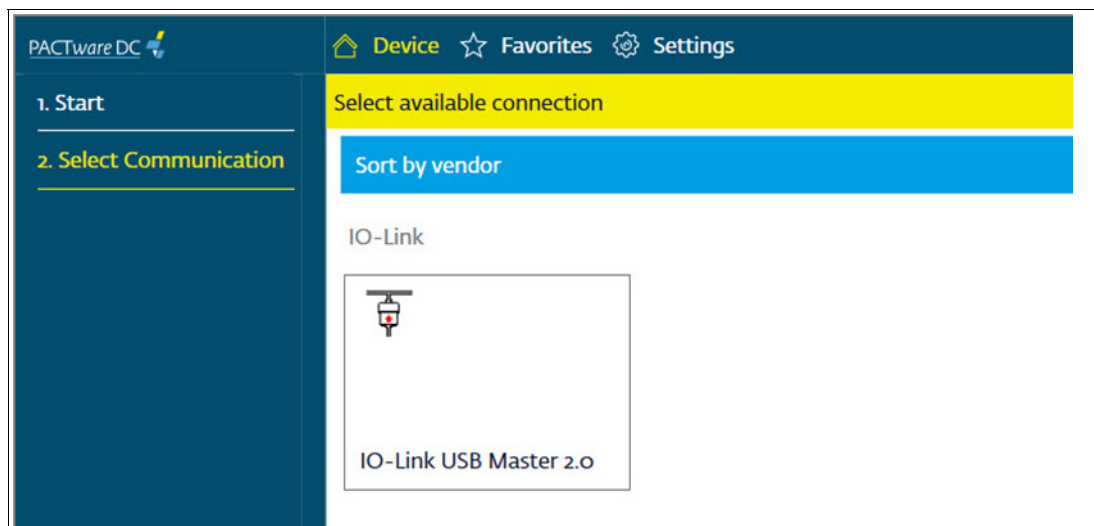 PACTware DC
Device Favorites Settings
1. Start
Select available connection
2. Select Communication
Sort by vendor
IO-Link
IO-Link USB Master 2.0